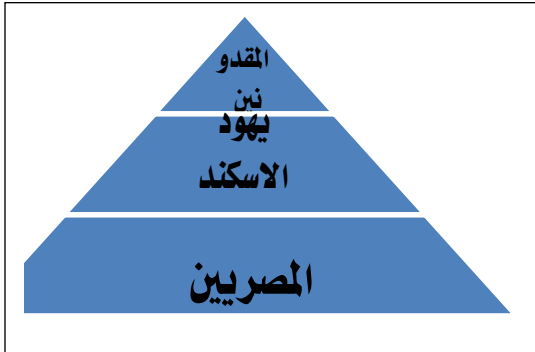 المقدو
نين
يهود
الاسكند
المصريين